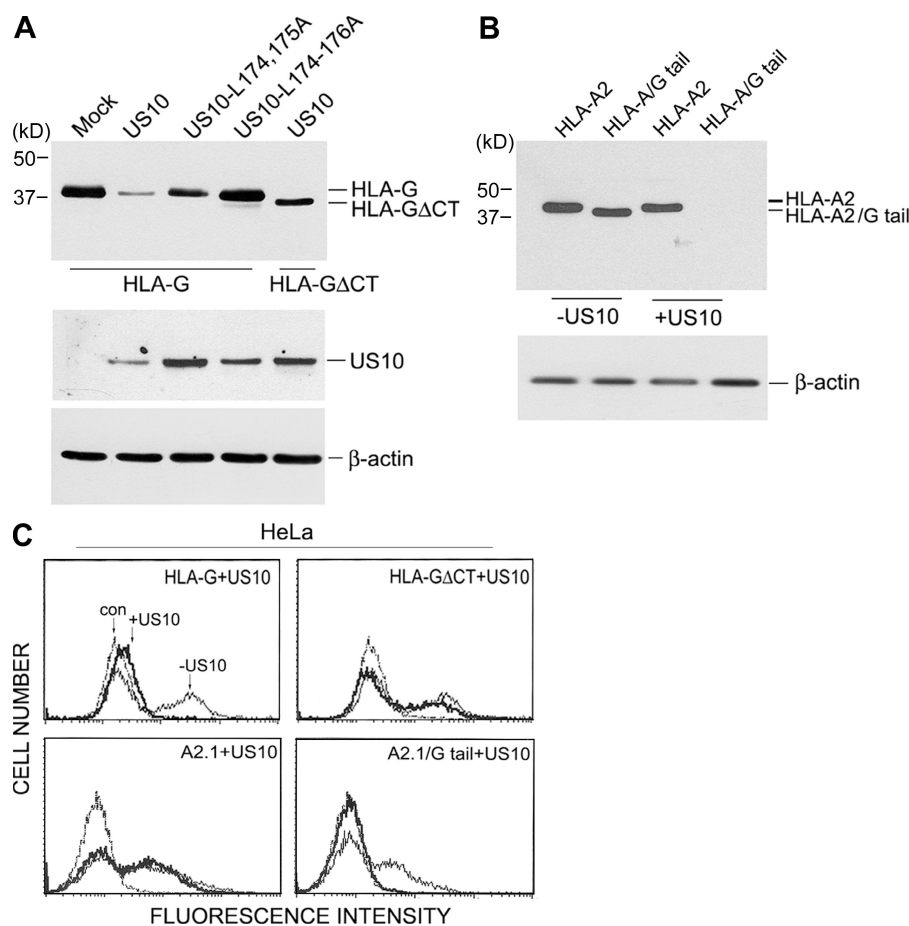 A
Mock
US10
US10-L174,175A
US10-L174-176A
US10
(kD)
50
37
HLA-G
HLA-GΔCT
HLA-G
HLA-GΔCT
US10
β-actin
B
HLA-A2
HLA-A/G tail
HLA-A2
HLA-A/G tail
(kD)
50
37
HLA-A2
HLA-A2/G tail
-US10
+US10
β-actin
C
HeLa
HLA-G+US10
con
+US10
-US10
HLA-GΔCT+US10
A2.1+US10
A2.1/G tail+US10
CELL NUMBER
FLUORESCENCE INTENSITY